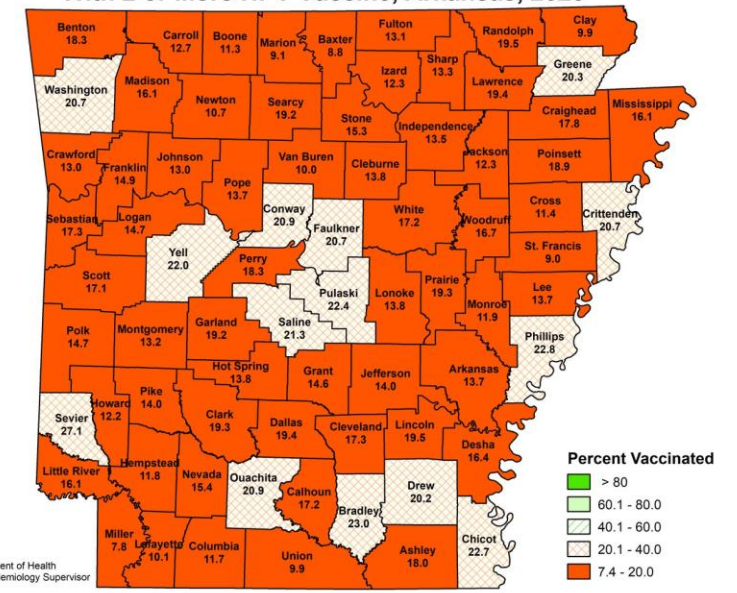 Benton
18.3
Carroll
12.7
Boone
11.3
Marion
9.1
Baxter
8.8
Fulton
13.1
Randolph
19.5
Clay
9.9
Washington
20.7
Madison
16.1
Newton
10.7
Searcy
19.2
Izard
12.3
Sharp
13.3
Lawrence
19.4
Greene
20.3
Stone
15.3
Independence
13.5
Craighead
17.8
Mississippi
16.1
Crawford
13.0
Franklin
14.9
Johnson
13.0
Pope
13.7
Van Buren
10.0
Cleburne
13.8
Jackson
12.3
Poinsett
18.9
Sebastian
17.3
Logan
14.7
Yell
22.0
Conway
20.9
Faulkner
20.7
White
17.2
Woodruff
16.7
Cross
11.4
Crittenden
20.7
St. Francis
9.0
Scott
17.1
Perry
18.3
Pulaski
22.4
Lonoke
13.8
Prairie
19.3
Monroe
11.9
Lee
13.7
Polk
14.7
Montgomery
13.2
Garland
19.2
Saline
21.3
Phillips
22.8
Hot Spring
13.8
Grant
14.6
Jefferson
14.0
Arkansas
13.7
Sevier
27.1
Howard
12.2
Pike
14.0
Clark
19.3
Dallas
19.4
Cleveland
17.3
Lincoln
19.5
Desha
16.4
Little River
16.1
Hempstead
11.8
Nevada
15.4
Ouachita
20.9
Calhoun
17.2
Bradley
23.0
Drew
20.2
Chicot
22.7
Miller
7.8
Lafayette
10.1
Columbia
11.7
Union
9.9
Ashley
18.0
Percent Vaccinated
> 80
60.1 - 80.0
40.1 - 60.0
20.1 - 40.0
7.4 - 20.0
ent of Health
emiology Supervisor